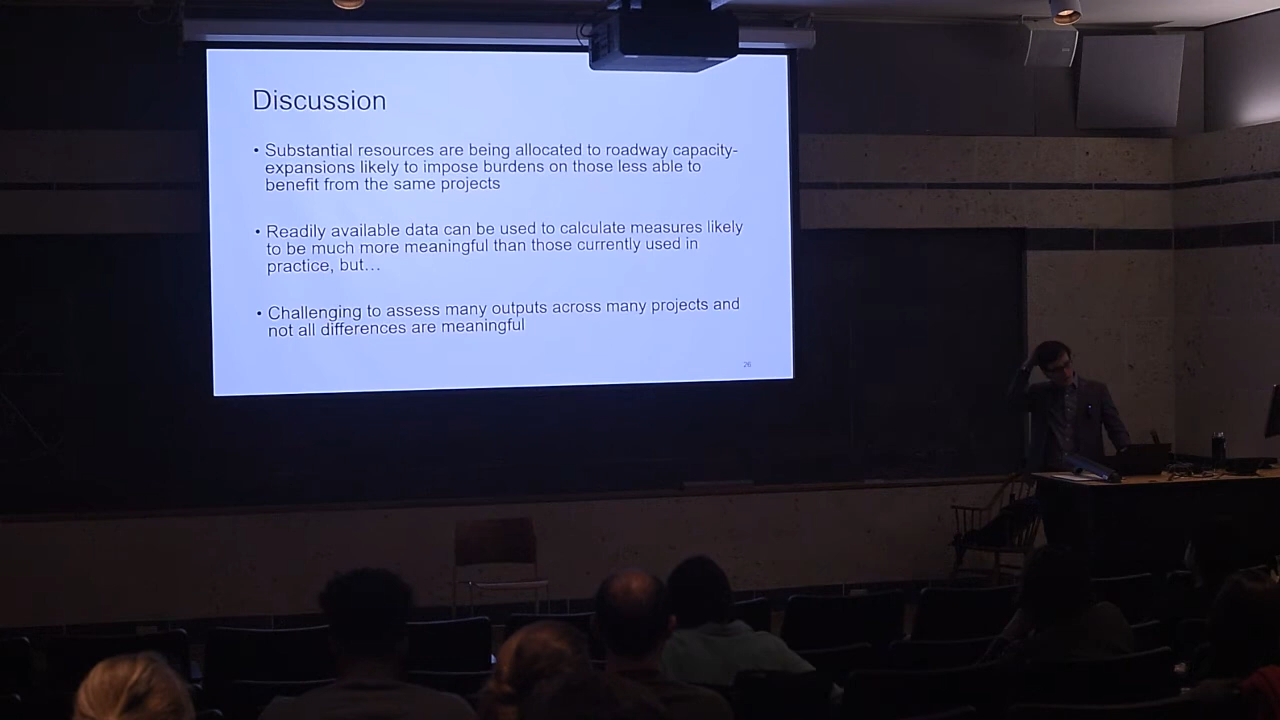 Discussion
• Substantial resources are being allocated to roadway capacity-
expansions likely to impose burdens on those less able to
benefit from the same projects
• Readily available data can be used to calculate measures likely
to be much more meaningful than those currently used in
practice, but…
• Challenging to assess many outputs across many projects and
not all differences are meaningful
26